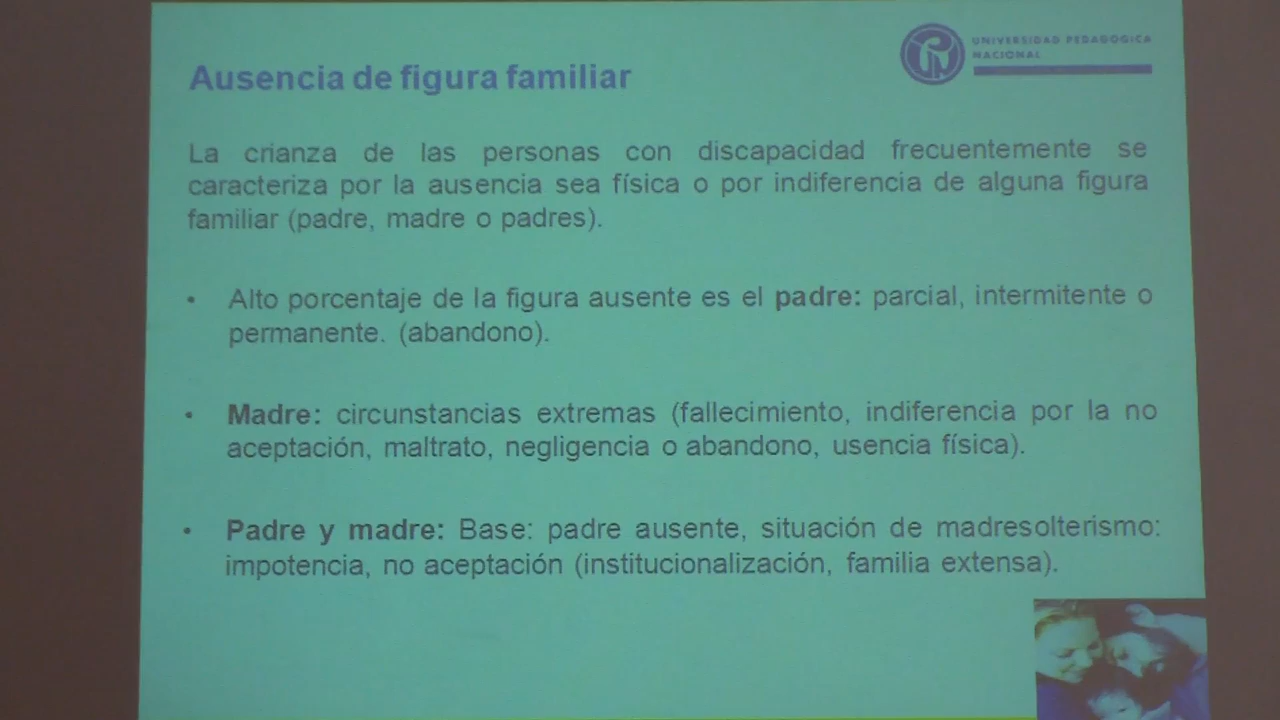 UNIVERSIDAD PEDAGOGICA
NACIONAL
Ausencia de figura familiar
La crianza de las personas con discapacidad frecuentemente se
caracteriza por la ausencia sea física o por indiferencia de alguna figura
familiar (padre, madre o padres).
• Alto porcentaje de la figura ausente es el padre: parcial, intermitente o
permanente. (abandono).
• Madre: circunstancias extremas (fallecimiento, indiferencia por la no
aceptación, maltrato, negligencia o abandono, usencia física).
• Padre y madre: Base: padre ausente, situación de madresolterismo:
impotencia, no aceptación (institucionalización, familia extensa).